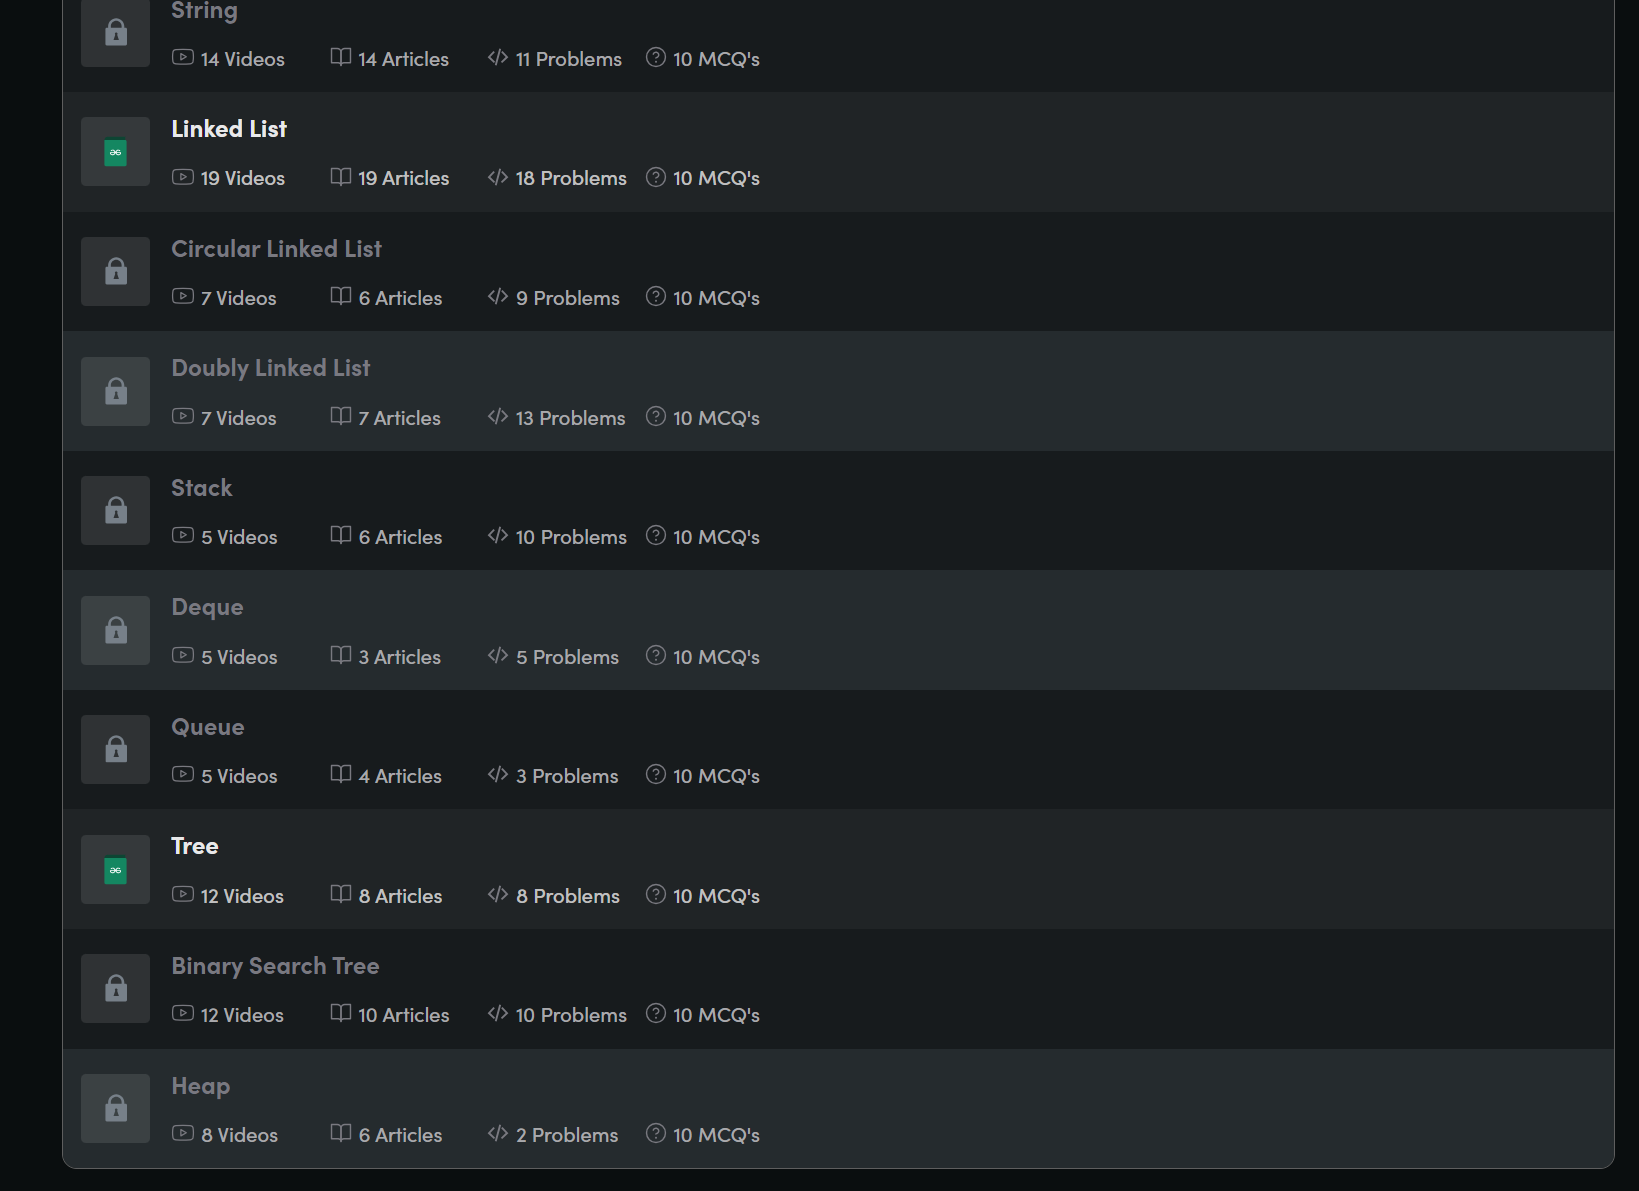 String
14 Videos 14 Articles 11 Problems 10 MCQ's
Linked List
19 Videos 19 Articles 18 Problems 10 MCQ's
Circular Linked List
7 Videos 6 Articles 9 Problems 10 MCQ's
Doubly Linked List
7 Videos 7 Articles 13 Problems 10 MCQ's
Stack
5 Videos 6 Articles 10 Problems 10 MCQ's
Deque
5 Videos 3 Articles 5 Problems 10 MCQ's
Queue
5 Videos 4 Articles 3 Problems 10 MCQ's
Tree
12 Videos 8 Articles 8 Problems 10 MCQ's
Binary Search Tree
12 Videos 10 Articles 10 Problems 10 MCQ's
Heap
8 Videos 6 Articles 2 Problems 10 MCQ's